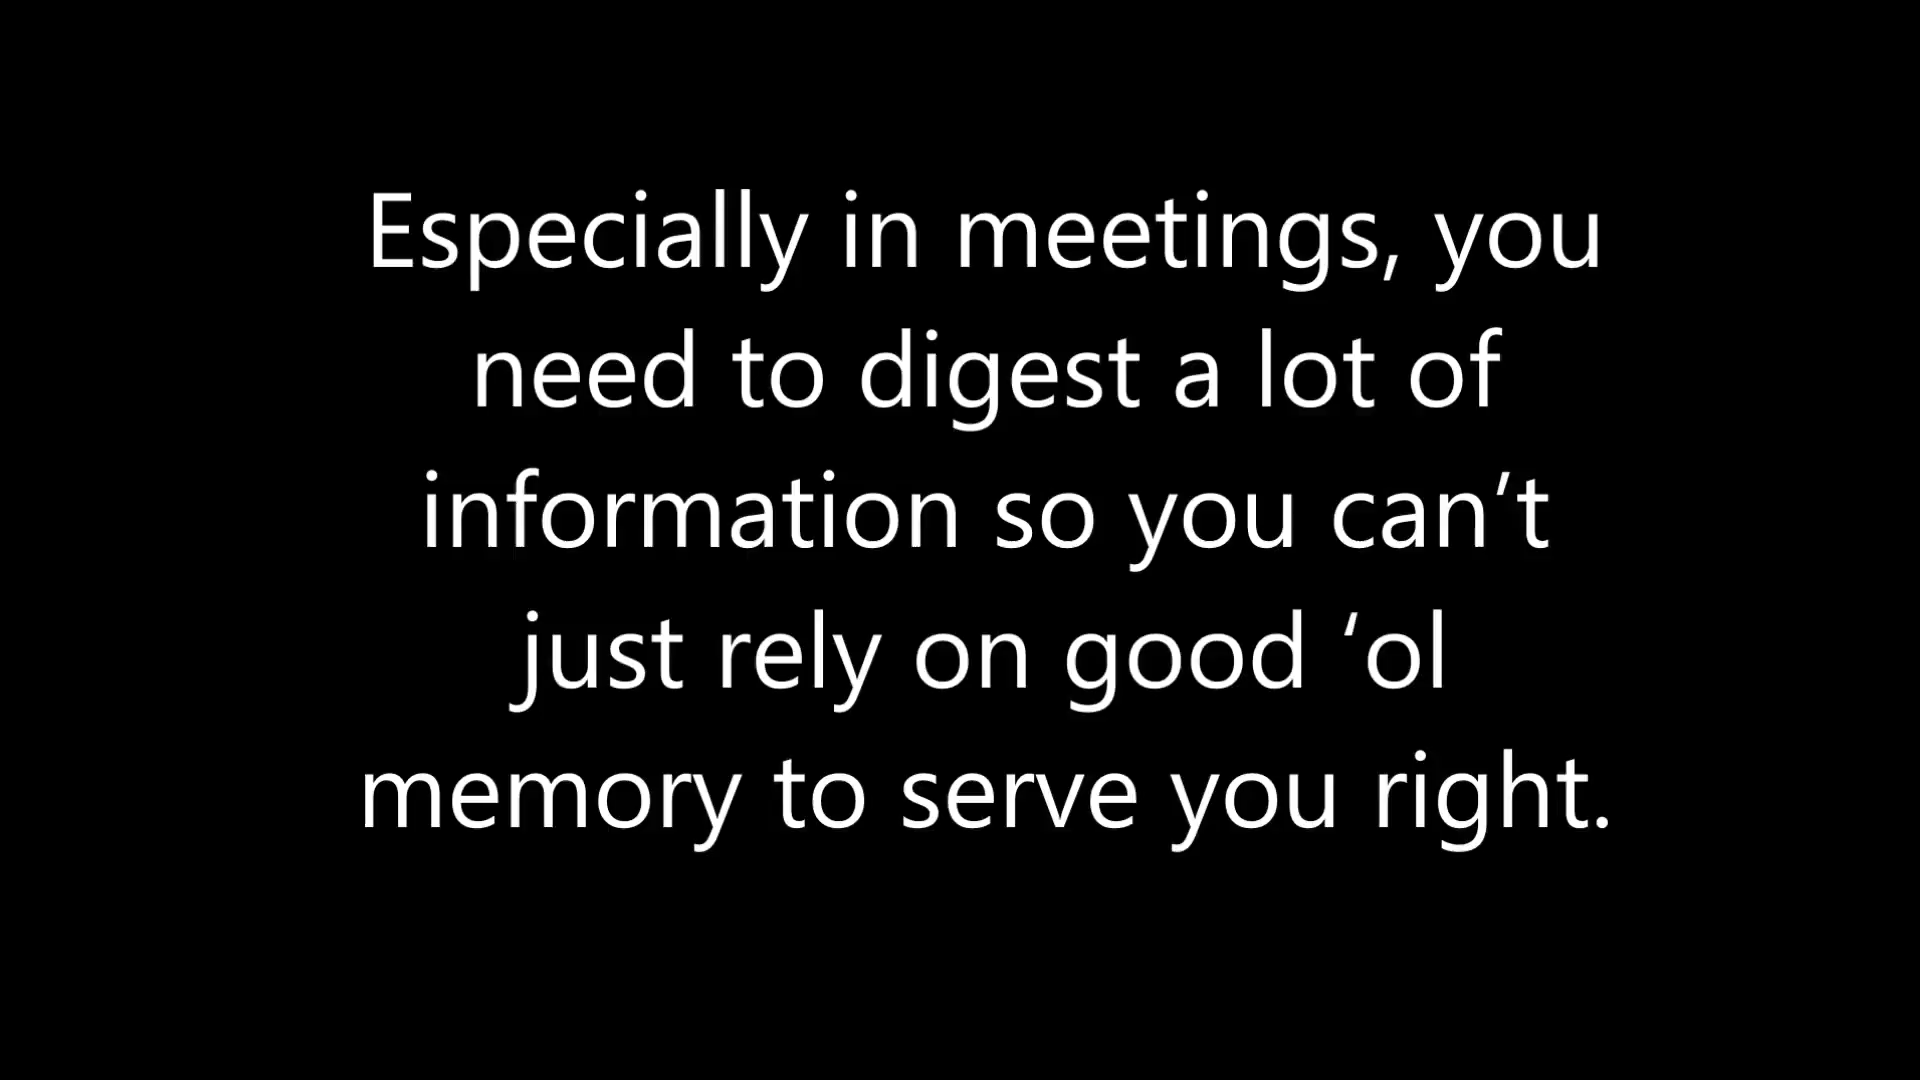 Especially in meetings, you
need to digest a lot of
information so you can’t
just rely on good ‘ol
memory to serve you right.